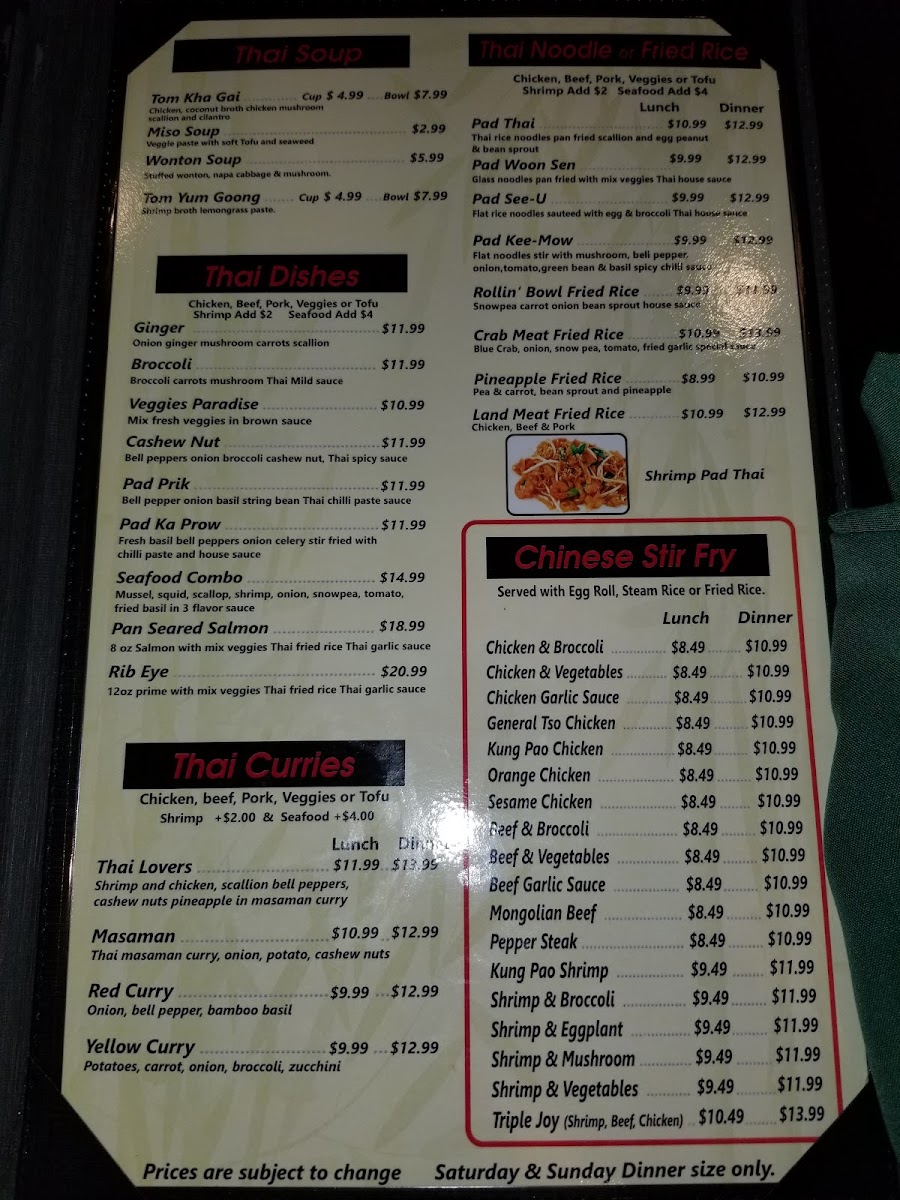 Thai Soup
Tom Kha Gai ............ Cup $ 4.99 .... Bowl $7.99
Chicken, coconut broth chicken mushroom
scallion and cilantro
Miso Soup ............ $2.99
Veggie paste with soft Tofu and seaweed
Wonton Soup ............ $5.99
Stuffed wonton, napa cabbage & mushroom.
Tom Yum Goong ....... Cup $ 4.99 ... Bowl $7.99
Shrimp broth lemongrass paste.
Thai Dishes
Chicken, Beef, Pork, Veggies or Tofu
Shrimp Add $2 Seafood Add $4
Ginger ............ $11.99
Onion ginger mushroom carrots scallion
Broccoli ............ $11.99
Broccoli carrots mushroom Thai Mild sauce
Veggies Paradise ............ $10.99
Mix fresh veggies in brown sauce
Cashew Nut ............ $11.99
Bell peppers onion broccoli cashew nut, Thai spicy sauce
Pad Prik ............ $11.99
Bell pepper onion basil string bean Thai chilli paste sauce
Pad Ka Prow ............ $11.99
Fresh basil bell peppers onion celery stir fried with
chilli paste and house sauce
Seafood Combo ............ $14.99
Mussel, squid, scallop, shrimp, onion, snowpea, tomato,
fried basil in 3 flavor sauce
Pan Seared Salmon ............ $18.99
8 oz Salmon with mix veggies Thai fried rice Thai garlic sauce
Rib Eye ............ $20.99
12oz prime with mix veggies Thai fried rice Thai garlic sauce
Thai Curries
Chicken, beef, Pork, Veggies or Tofu
Shrimp +$2.00 & Seafood +$4.00
Lunch Dinner
Thai Lovers ............ $11.99 .. $13.99
Shrimp and chicken, scallion bell peppers,
cashew nuts pineapple in masaman curry
Masaman ............ $10.99 .. $12.99
Thai masaman curry, onion, potato, cashew nuts
Red Curry ............ $9.99 ... $12.99
Onion, bell pepper, bamboo basil
Yellow Curry ............ $9.99 ... $12.99
Potatoes, carrot, onion, broccoli, zucchini
Thai Noodle or Fried Rice
Chicken, Beef, Pork, Veggies or Tofu
Shrimp Add $2 Seafood Add $4
Lunch Dinner
Pad Thai ............ $10.99 $12.99
Thai rice noodles pan fried scallion and egg peanut
& bean sprout
Pad Woon Sen ............ $9.99 $12.99
Glass noodles pan fried with mix veggies Thai house sauce
Pad See-U ............ $9.99 $12.99
Flat rice noodles sauteed with egg & broccoli Thai house sauce
Pad Kee-Mow ............ $9.99 $12.99
Flat noodles stir with mushroom, bell pepper,
onion,tomato,green bean & basil spicy chilli sauce
Rollin' Bowl Fried Rice ...... $9.99 $11.99
Snowpea carrot onion bean sprout house sauce
Crab Meat Fried Rice ......... $10.99 $13.99
Blue Crab, onion, snow pea, tomato, fried garlic special sauce
Pineapple Fried Rice ......... $8.99 $10.99
Pea & carrot, bean sprout and pineapple
Land Meat Fried Rice ......... $10.99 $12.99
Chicken, Beef & Pork
Shrimp Pad Thai
Chinese Stir Fry
Served with Egg Roll, Steam Rice or Fried Rice.
Lunch Dinner
Chicken & Broccoli ............ $8.49 ........ $10.99
Chicken & Vegetables ............ $8.49 ........ $10.99
Chicken Garlic Sauce ............ $8.49 ........ $10.99
General Tso Chicken ............ $8.49 ........ $10.99
Kung Pao Chicken ............ $8.49 ........ $10.99
Orange Chicken ............ $8.49 ........ $10.99
Sesame Chicken ............ $8.49 ........ $10.99
Beef & Broccoli ............ $8.49 ........ $10.99
Beef & Vegetables ............ $8.49 ........ $10.99
Beef Garlic Sauce ............ $8.49 ........ $10.99
Mongolian Beef ............ $8.49 ........ $10.99
Pepper Steak ............ $8.49 ........ $10.99
Kung Pao Shrimp ............ $9.49 ........ $11.99
Shrimp & Broccoli ............ $9.49 ........ $11.99
Shrimp & Eggplant ............ $9.49 ........ $11.99
Shrimp & Mushroom ............ $9.49 ........ $11.99
Shrimp & Vegetables ............ $9.49 ........ $11.99
Triple Joy (Shrimp, Beef, Chicken) .. $10.49 ........ $13.99
Prices are subject to change Saturday & Sunday Dinner size only.